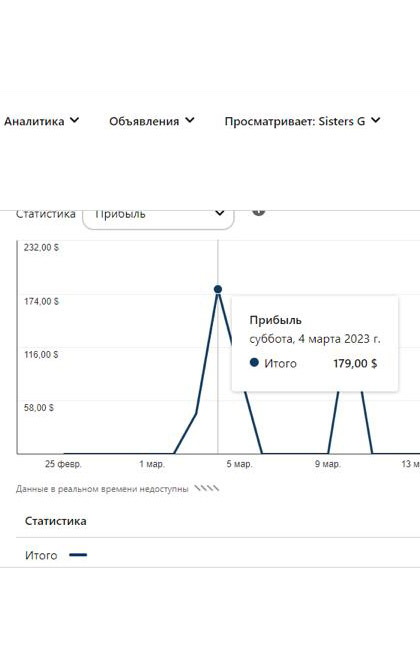 Аналитика Объявления Просматривает: Sisters G
Статистика Прибыль
232,00 $
174,00 $
Прибыль
суббота, 4 марта 2023 г.
116,00 $
Итого 179,00 $
58,00 $
25 февр. 1 мар. 5 мар. 9 мар. 13 м
Данные в реальном времени недоступны
Статистика
Итого